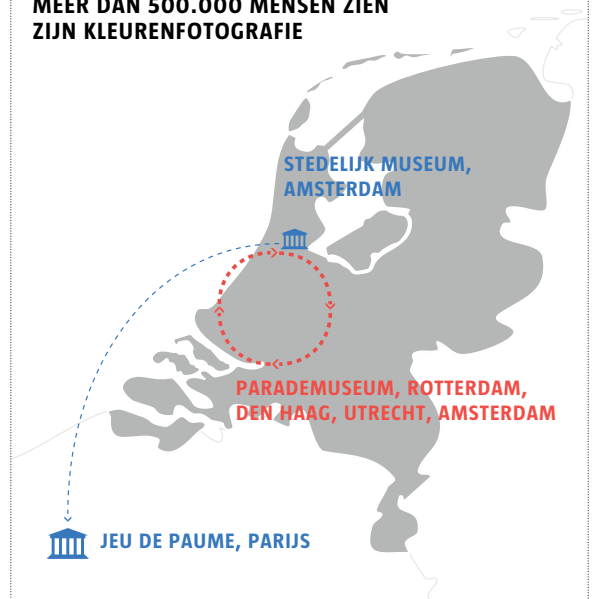 MEER DAN 500.000 MENSEN ZIEN
ZIJN KLEURENFOTOGRAFIE
STEDELIJK MUSEUM,
AMSTERDAM
PARADEMUSEUM, ROTTERDAM,
DEN HAAG, UTRECHT, AMSTERDAM
JEU DE PAUME, PARIJS